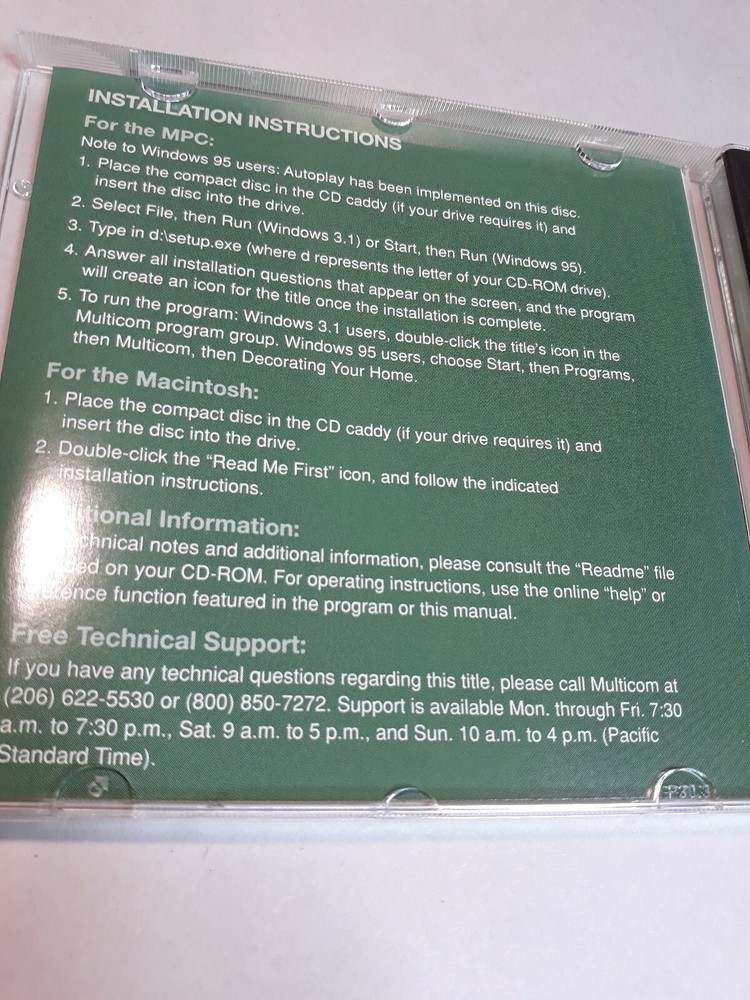 INSTALLATION INSTRUCTIONS
For the MPC:
Note to Windows 95 users: Autoplay has been implemented on this disc.
1. Place the compact disc in the CD caddy (if your drive requires it) and
insert the disc into the drive.
2. Select File, then Run (Windows 3.1) or Start, then Run (Windows 95).
3. Type in d:\setup.exe (where d represents the letter of your CD-ROM drive).
4. Answer all installation questions that appear on the screen, and the program
will create an icon for the title once the installation is complete.
5. To run the program: Windows 3.1 users, double-click the title's icon in the
Multicom program group. Windows 95 users, choose Start, then Programs,
then Multicom, then Decorating Your Home.
For the Macintosh:
1. Place the compact disc in the CD caddy (if your drive requires it) and
insert the disc into the drive.
2. Double-click the “Read Me First” icon, and follow the indicated
installation instructions.
Information:
notes and additional information, please consult the “Readme” file
on your CD-ROM. For operating instructions, use the online “help” or
function featured in the program or this manual.
Free Technical Support:
If you have any technical questions regarding this title, please call Multicom at
(206) 622-5530 or (800) 850-7272. Support is available Mon. through Fri. 7:30
a.m. to 7:30 p.m., Sat. 9 a.m. to 5 p.m., and Sun. 10 a.m. to 4 p.m. (Pacific
Standard Time).